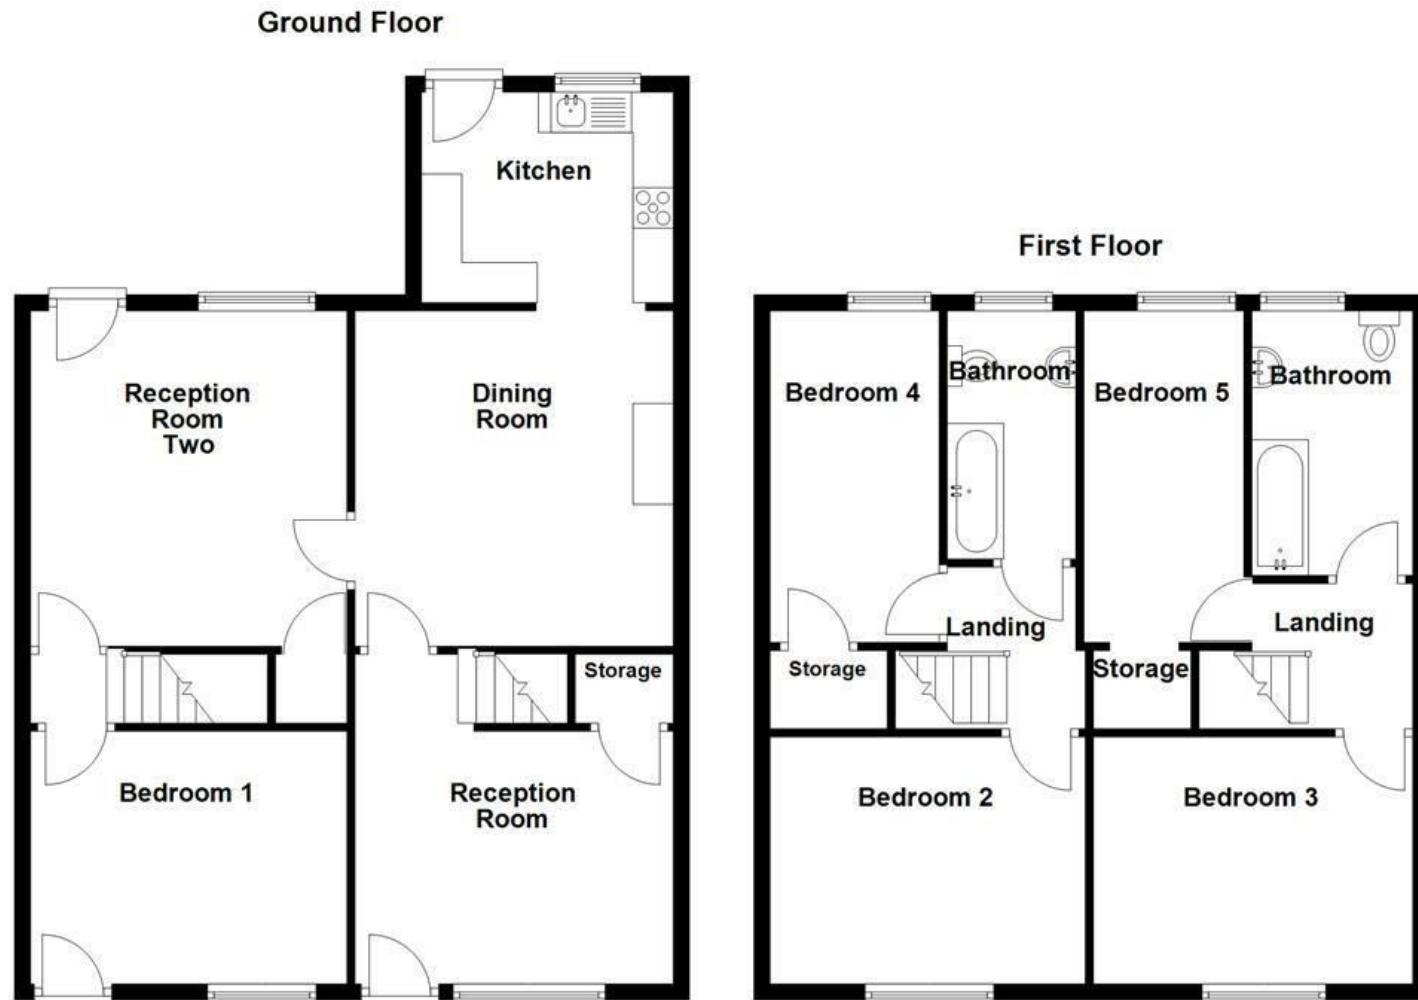 Ground Floor
Kitchen
Reception
Room
Two
Dining
Room
Storage
Bedroom 1
Reception
Room
First Floor
Bedroom 4
Bathroom
Bedroom 5
Bathroom
Landing
Landing
Storage
Storage
Bedroom 2
Bedroom 3